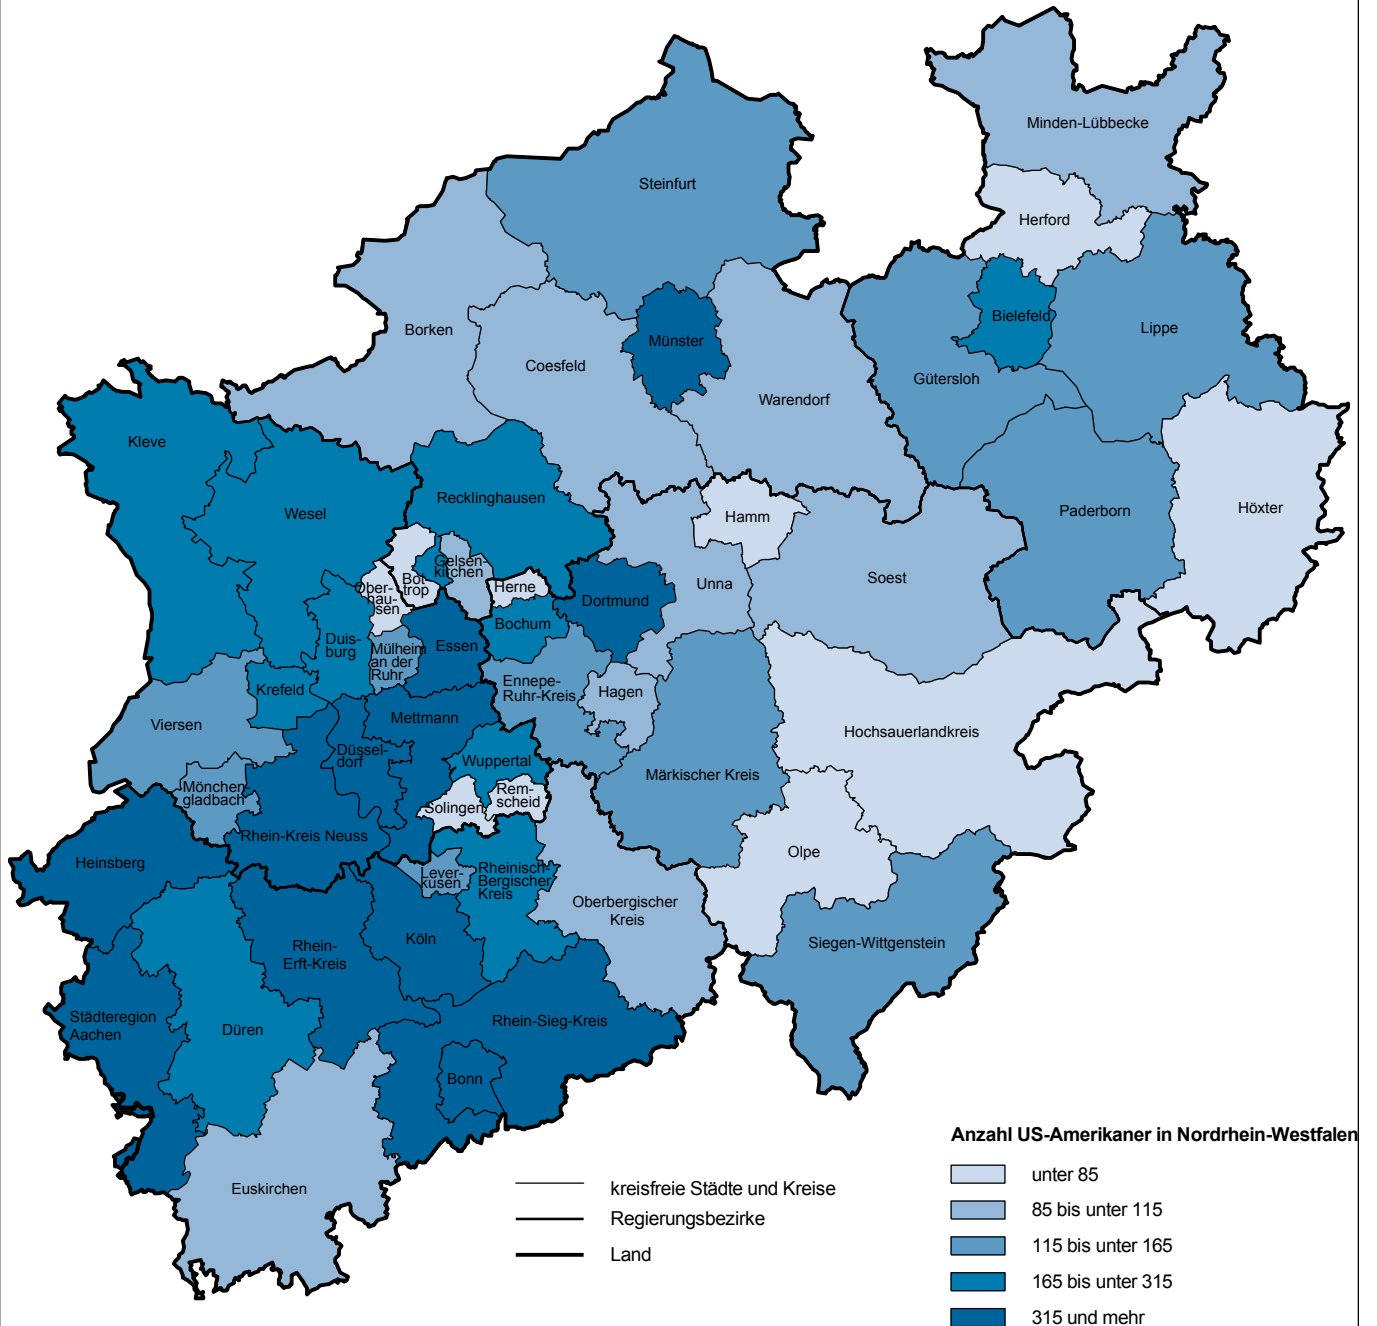 Minden-Lübbecke
Steinfurt
Herford
Bielefeld
Lippe
Borken
Münster
Coesfeld
Gütersloh
Warendorf
Kleve
Recklinghausen
Wesel
Hamm
Paderborn
Höxter
Gelsen-
kirchen
Bot
trop
Ober-
hau-
sen
Herne
Dortmund
Unna
Soest
Bochum
Duis-
burg
Mülheim
an der
Ruhr
Essen
Krefeld
Ennepe-
Ruhr-Kreis
Hagen
Viersen
Mettmann
Hochsauerlandkreis
Düssel-
dorf
Wuppertal
Märkischer Kreis
Mönchen-
gladbach
Solingen
Rem-
scheid
Rhein-Kreis Neuss
Heinsberg
Olpe
Lever-
kusen
Rheinisch-
Bergischer
Kreis
Oberbergischer
Kreis
Köln
Rhein-
Erft-Kreis
Siegen-Wittgenstein
Städteregion
Aachen
Düren
Rhein-Sieg-Kreis
Bonn
Euskirchen
kreisfreie Städte und Kreise
Regierungsbezirke
Land
Anzahl US-Amerikaner in Nordrhein-Westfalen
unter 85
85 bis unter 115
115 bis unter 165
165 bis unter 315
315 und mehr